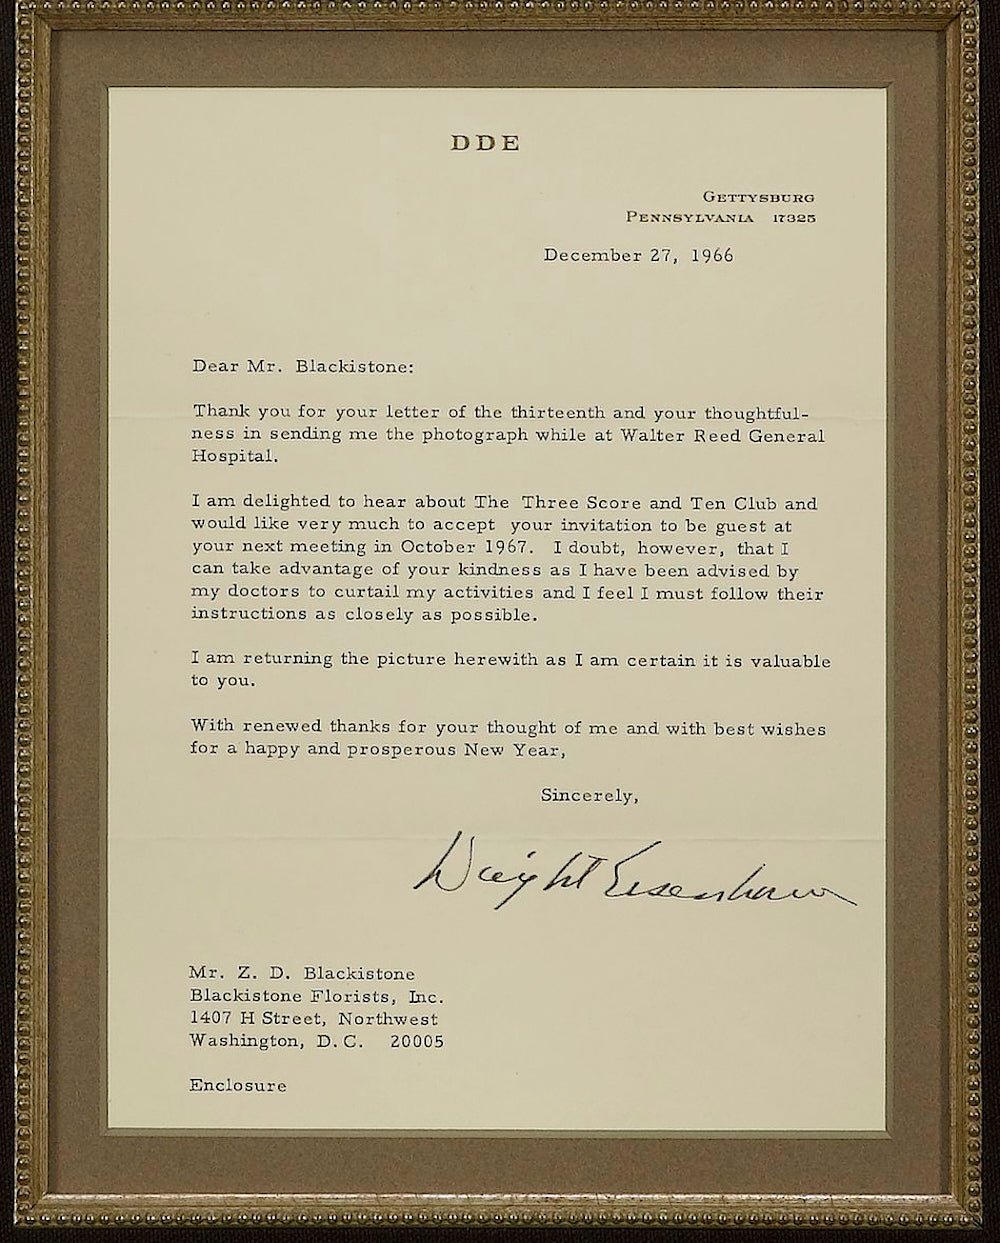 DDE
GETTYSBURG
PENNSYLVANIA 17325
December 27, 1966
Dear Mr. Blackistone:
Thank you for your letter of the thirteenth and your thoughtful-
ness in sending me the photograph while at Walter Reed General
Hospital.
I am delighted to hear about The Three Score and Ten Club and
would like very much to accept your invitation to be guest at
your next meeting in October 1967. I doubt, however, that I
can take advantage of your kindness as I have been advised by
my doctors to curtail my activities and I feel I must follow their
instructions as closely as possible.
I am returning the picture herewith as I am certain it is valuable
to you.
With renewed thanks for your thought of me and with best wishes
for a happy and prosperous New Year,
Sincerely,
Dwight Eisenhower
Mr. Z. D. Blackistone
Blackistone Florists, Inc.
1407 H Street, Northwest
Washington, D.C. 20005
Enclosure